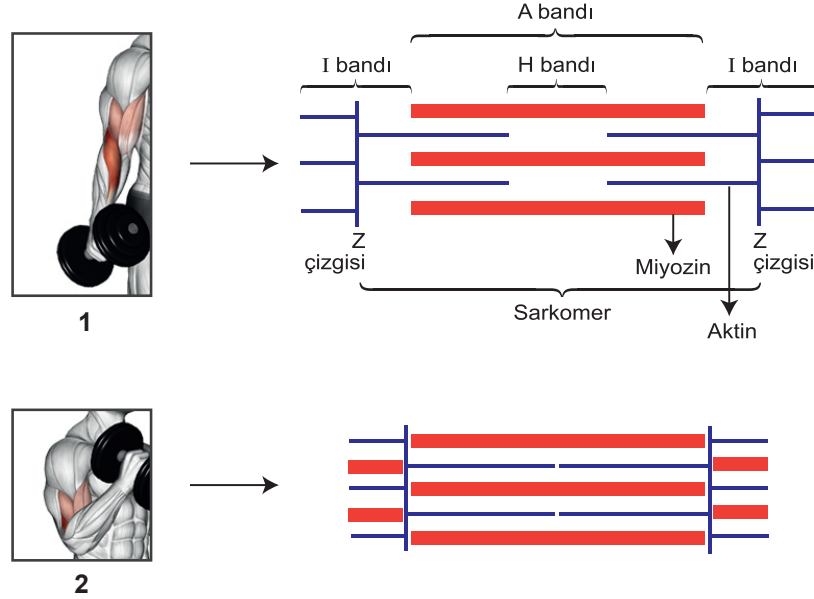 A bandı
I bandı
H bandı
I bandı
Z
çizgisi
Z
çizgisi
Miyozin
Sarkomer
Aktin
1
2